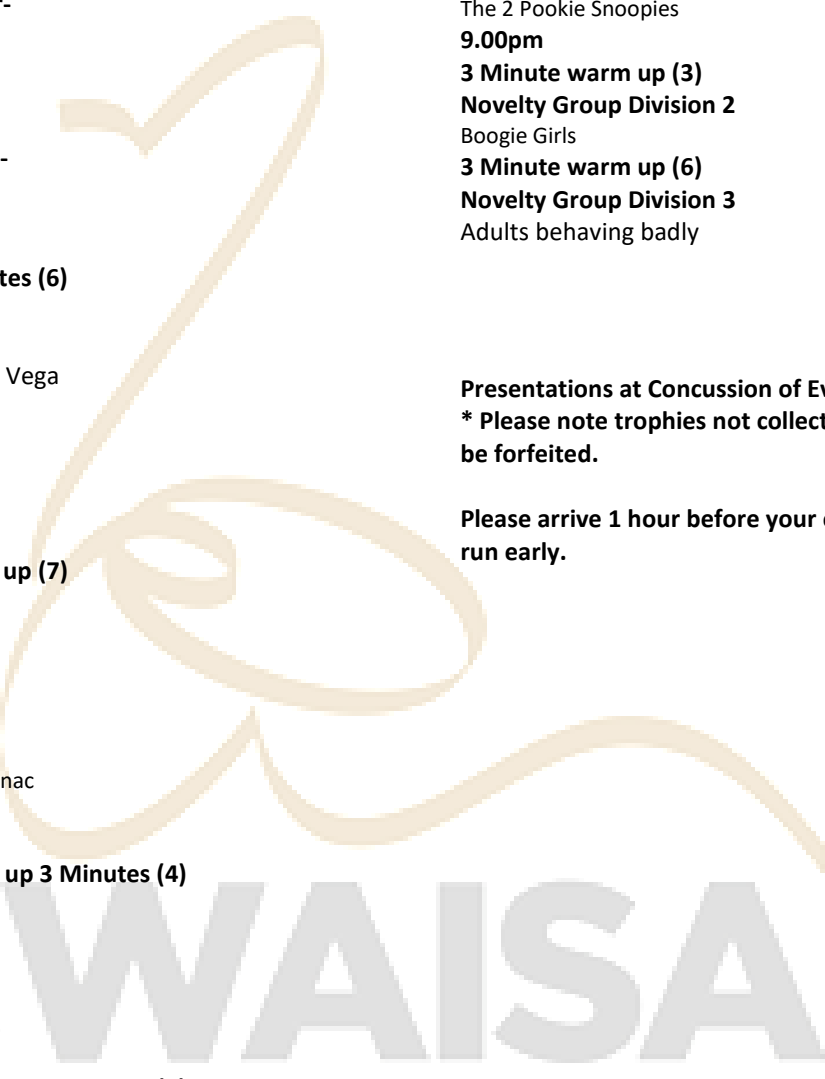 tes (6)
Vega
up (7)
nac
up 3 Minutes (4)
The 2 Pookie Snoopies
9.00pm
3 Minute warm up (3)
Novelty Group Division 2
Boogie Girls
3 Minute warm up (6)
Novelty Group Division 3
Adults behaving badly
Presentations at Concussion of Ev
* Please note trophies not collect
be forfeited.
Please arrive 1 hour before your
run early.
WAISA